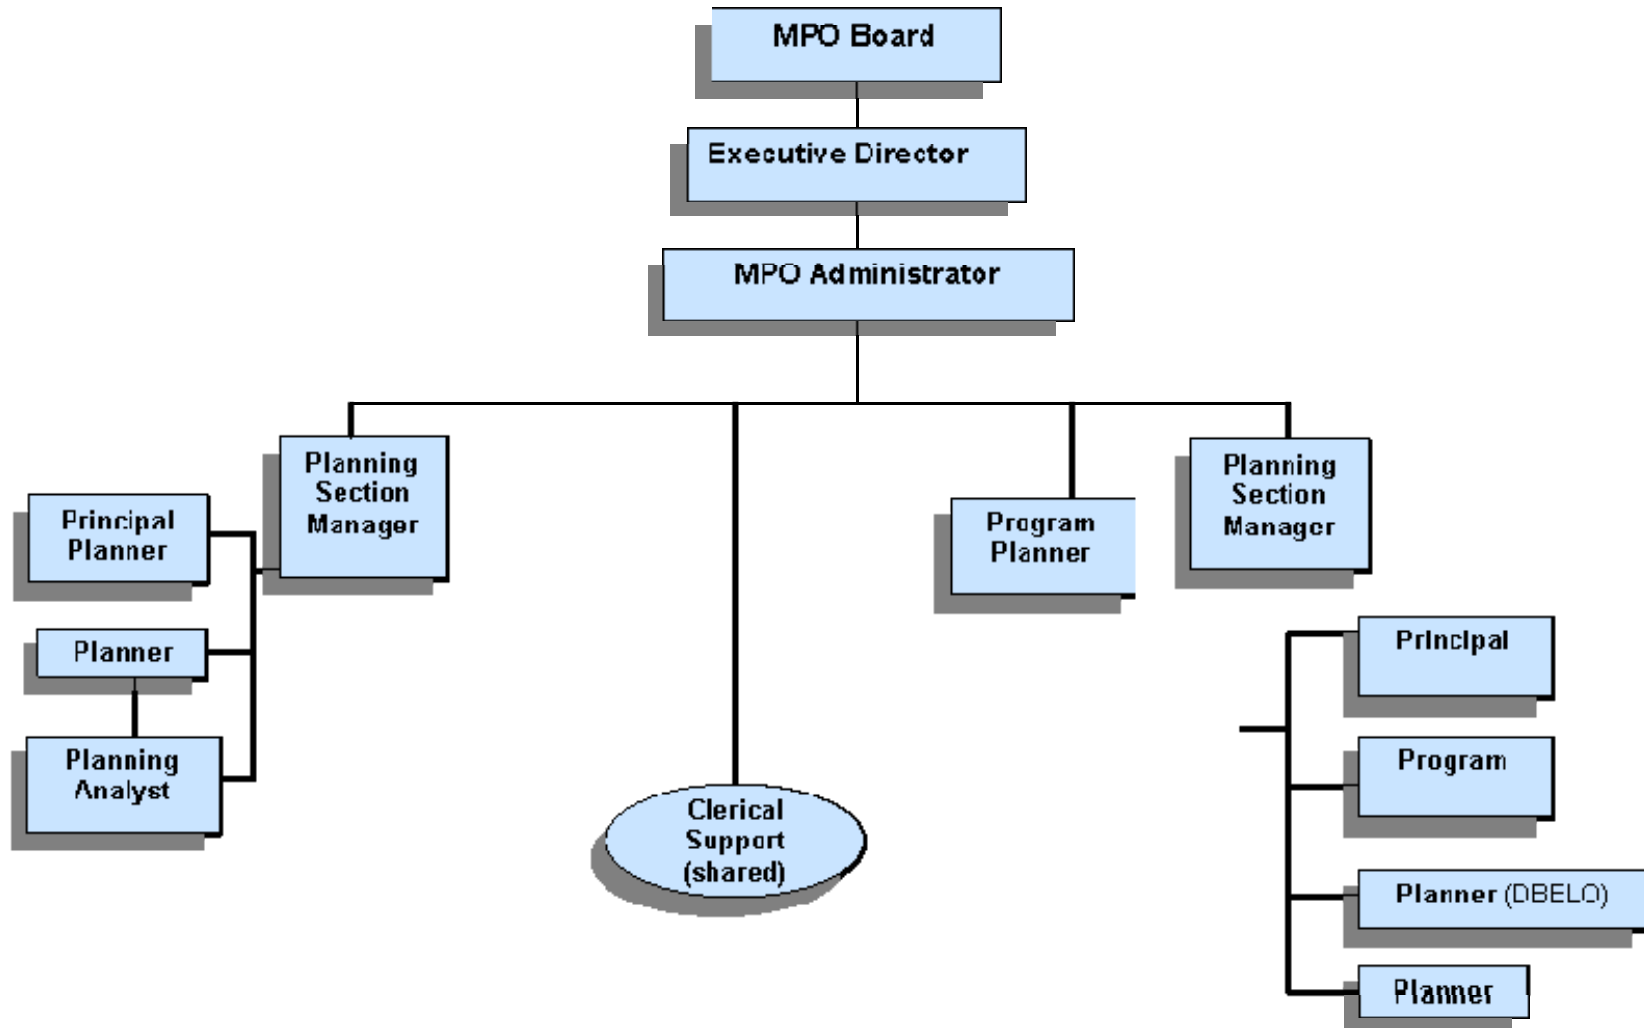 MPO Board
Executive Director
MPO Administrator
Planning
Section
Manager
Principal
Planner
Planner
Planning
Analyst
Clerical
Support
(shared)
Program
Planner
Planning
Section
Manager
Principal
Program
Planner (DBELO)
Planner